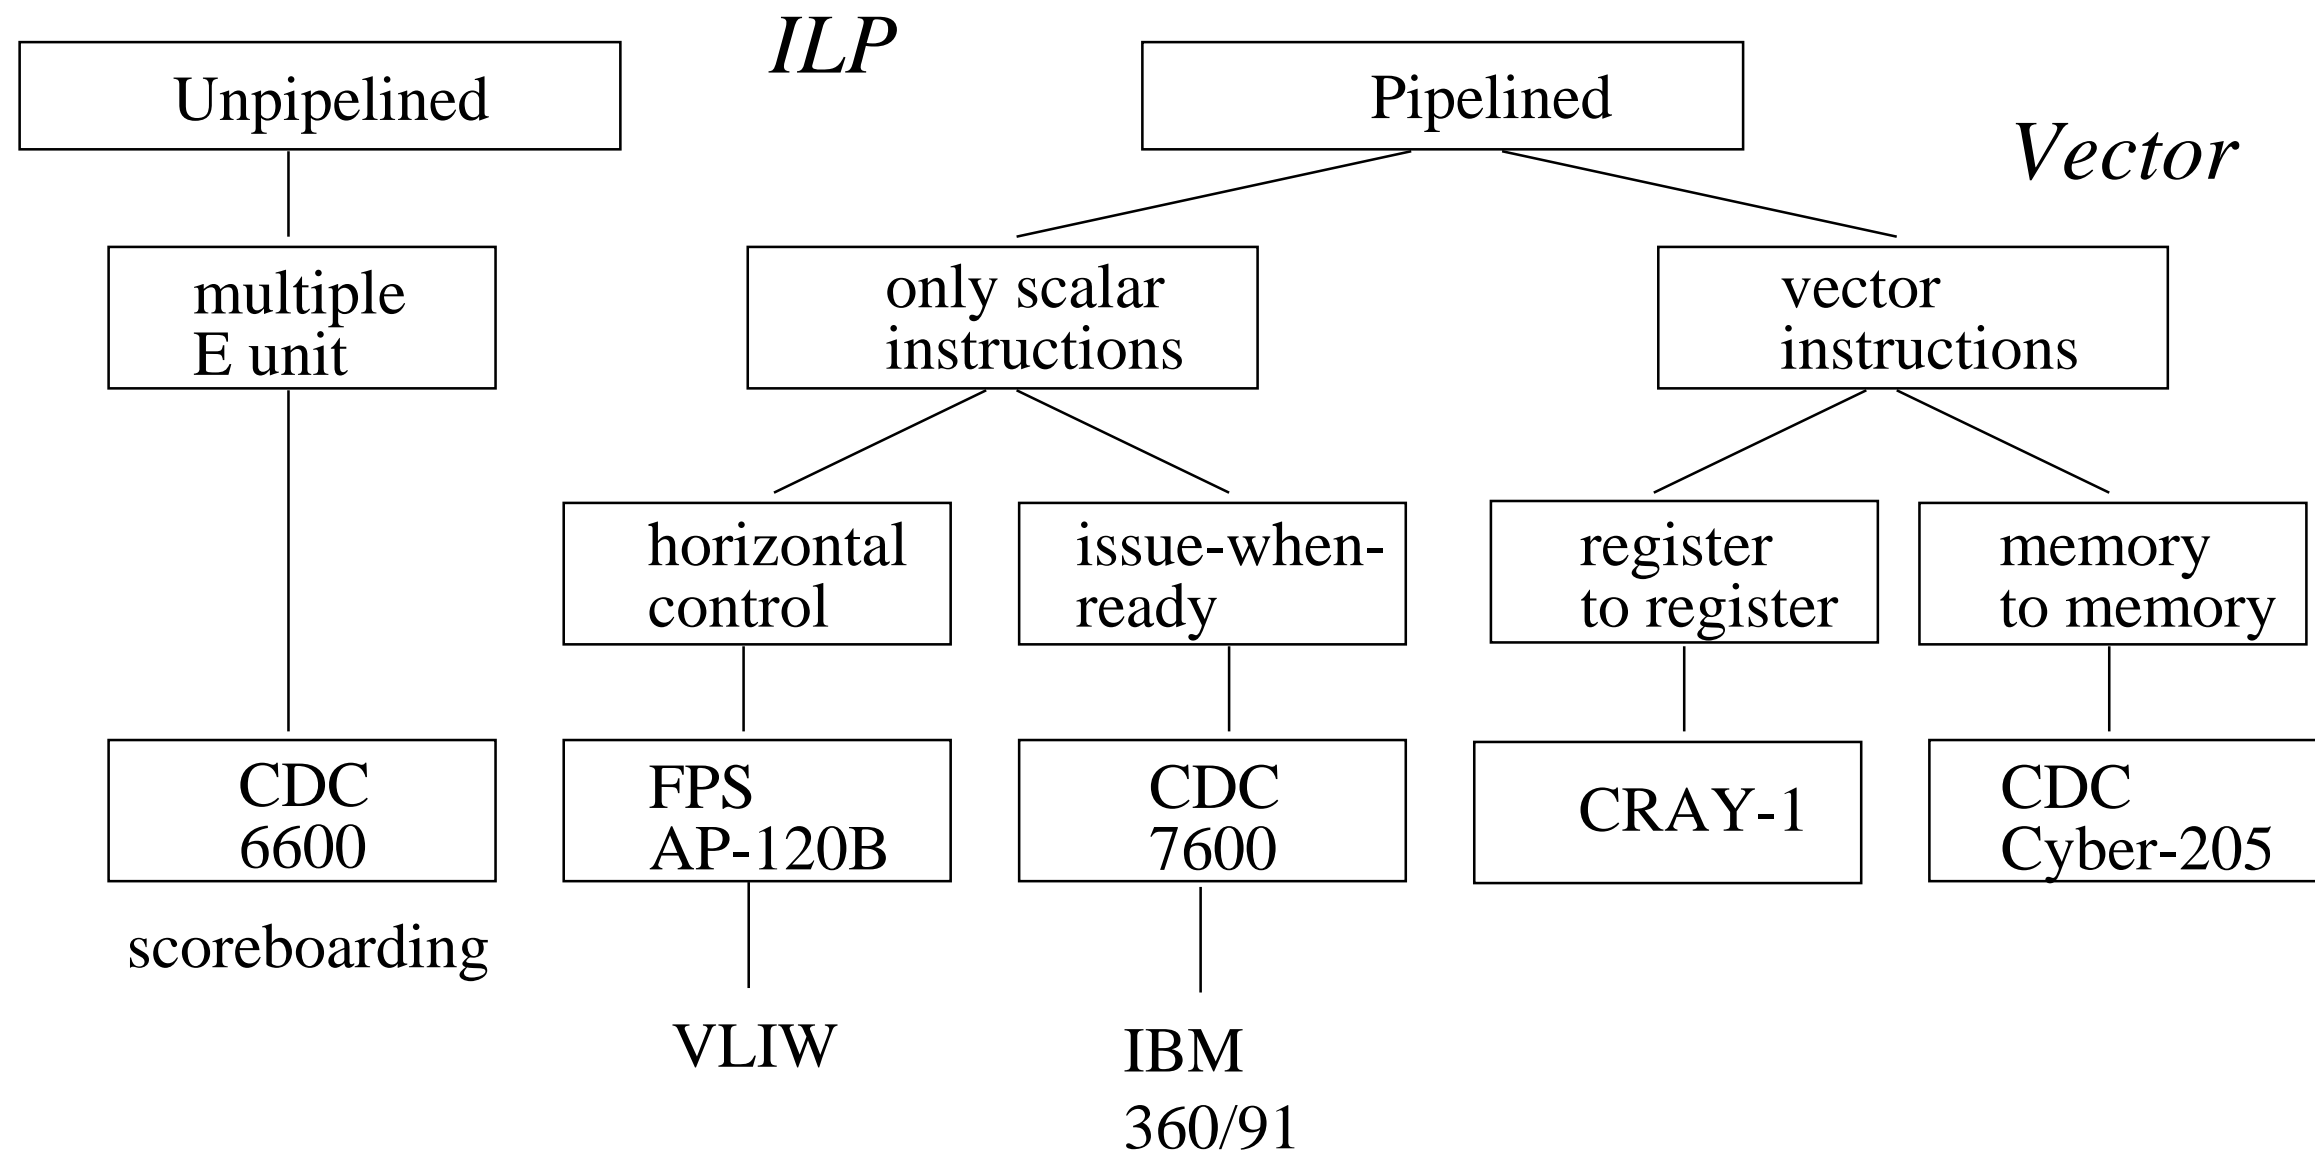 ILP
Unpipelined
Pipelined
Vector
multiple
E unit
only scalar
instructions
vector
instructions
horizontal
control
issue-when-
ready
register
to register
memory
to memory
CDC
6600
FPS
AP-120B
CDC
7600
CRAY-1
CDC
Cyber-205
scoreboarding
VLIW
IBM
360/91